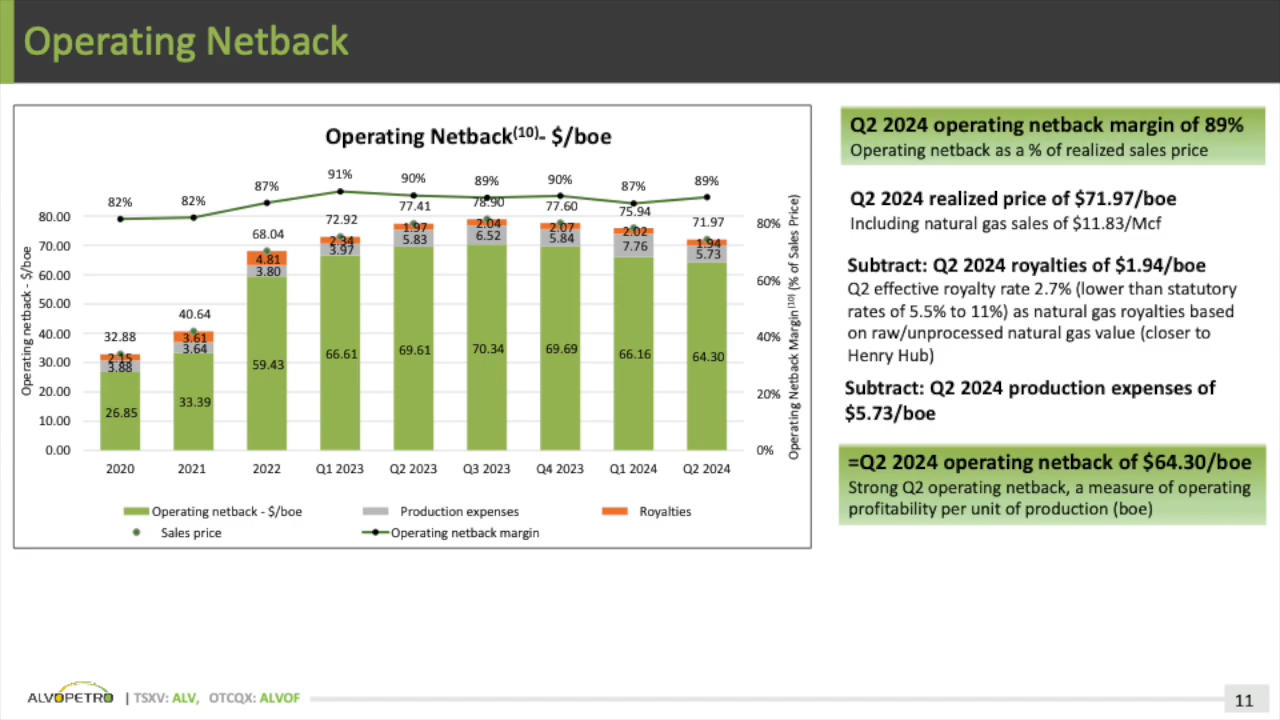 Operating Netback
Operating Netback(10)- $/boe
82%
82%
87%
91%
90%
89%
90%
87%
89%
32.88
40.64
68.04
72.92
77.41
78.90
77.60
75.94
71.97
2.15
3.61
4.81
2.34
1.97
2.04
2.07
2.02
1.94
3.88
3.64
3.80
3.97
5.83
6.52
5.84
7.76
5.73
26.85
33.39
59.43
66.61
69.61
70.34
69.69
66.16
64.30
Operating netback - $/boe
80.00
70.00
60.00
50.00
40.00
30.00
20.00
10.00
0.00
80%
60%
40%
20%
0%
Operating Netback Margin(10) (% of Sales Price)
2020
2021
2022
Q1 2023
Q2 2023
Q3 2023
Q4 2023
Q1 2024
Q2 2024
Operating netback - $/boe
Production expenses
Royalties
Sales price
Operating netback margin
Q2 2024 operating netback margin of 89%
Operating netback as a % of realized sales price
Q2 2024 realized price of $71.97/boe
Including natural gas sales of $11.83/Mcf
Subtract: Q2 2024 royalties of $1.94/boe
Q2 effective royalty rate 2.7% (lower than statutory
rates of 5.5% to 11%) as natural gas royalties based
on raw/unprocessed natural gas value (closer to
Henry Hub)
Subtract: Q2 2024 production expenses of
$5.73/boe
=Q2 2024 operating netback of $64.30/boe
Strong Q2 operating netback, a measure of operating
profitability per unit of production (boe)
ALVOPETRO | TSXV: ALV, OTCQX: ALVOF
11